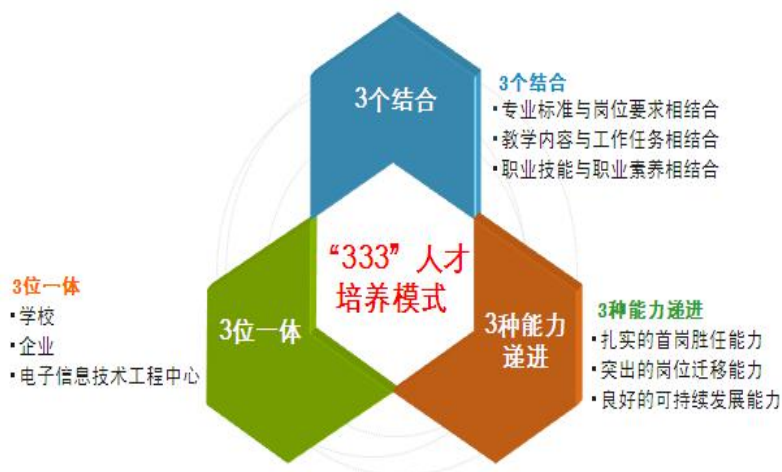 3个结合
3个结合
▪专业标准与岗位要求相结合
▪教学内容与工作任务相结合
▪职业技能与职业素养相结合
“333”人才
培养模式
3位一体
▪学校
▪企业
▪电子信息技术工程中心
3位一体
3种能力
递进
3种能力递进
▪扎实的首岗胜任能力
▪突出的岗位迁移能力
▪良好的可持续发展能力